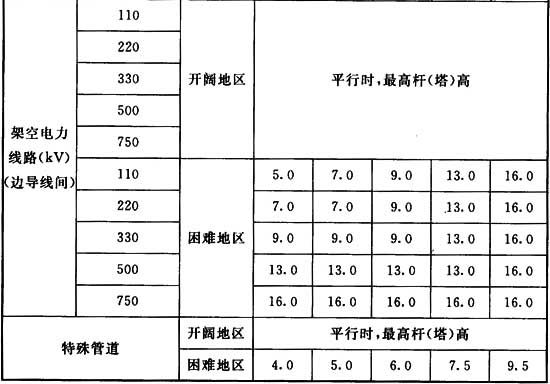 架空电力
线路(kV)
(边导线间)
110
220
330
500
750
开阔地区
平行时,最高杆(塔)高
110
220
330
500
750
困难地区
5.0 7.0 9.0 13.0 16.0
7.0 7.0 9.0 13.0 16.0
9.0 9.0 9.0 13.0 16.0
13.0 13.0 13.0 13.0 16.0
16.0 16.0 16.0 16.0 16.0
特殊管道
开阔地区 平行时,最高杆(塔)高
困难地区 4.0 5.0 6.0 7.5 9.5